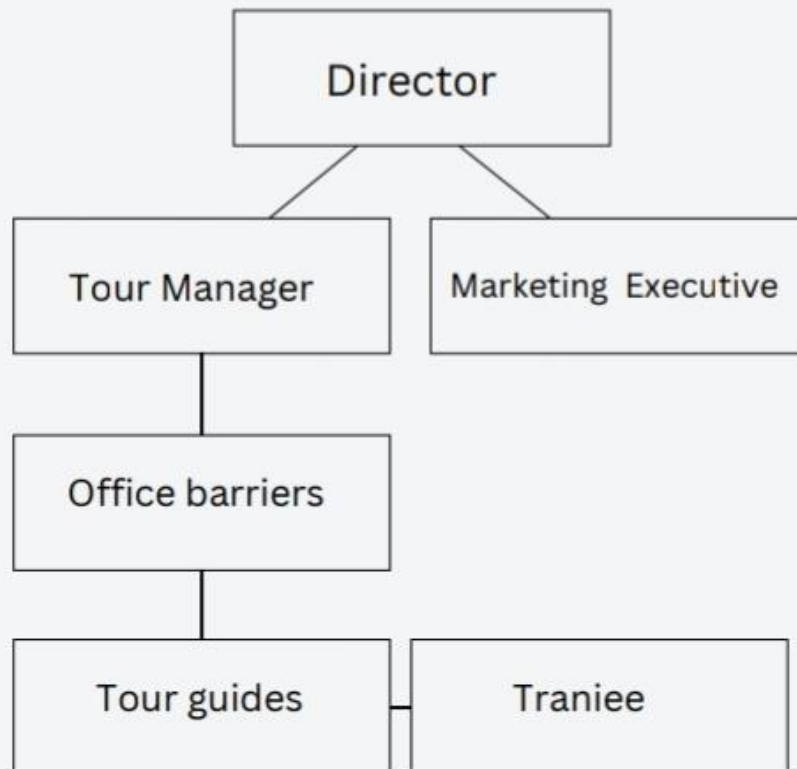 Director
Tour Manager
Marketing Executive
Office barriers
Tour guides
Traniee